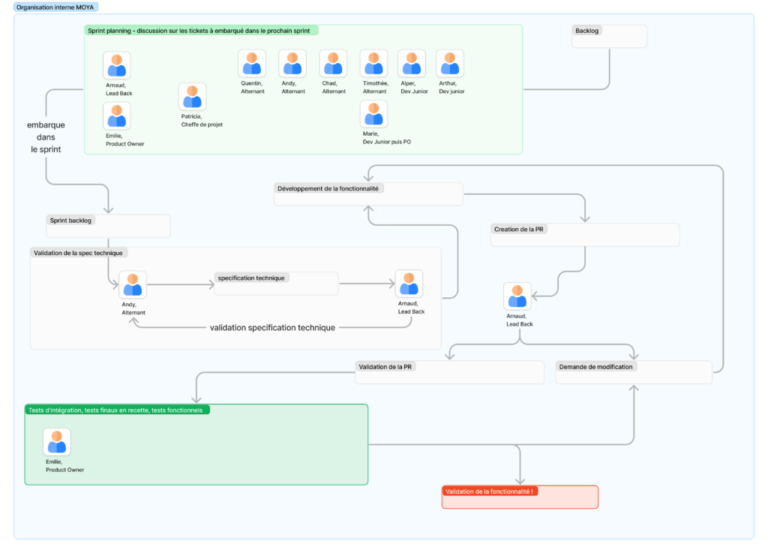 Organisation interne MOYA
Sprint planning - discussion sur les tickets à embarqué dans le prochain sprint
Backlog
Arnaud,
Lead Back
Emilie,
Product Owner
Patricia,
Cheffe de projet
Quentin,
Alternant
Andy,
Alternant
Chad,
Alternant
Timothée,
Alternant
Alper,
Dev Junior
Arthur,
Dev junior
Marie,
Dev Junior puis PO
embarque
dans
le sprint
Développement de la fonctionnalité
Sprint backlog
Creation de la PR
Validation de la spec technique
Andy,
Alternant
specification technique
Arnaud,
Lead Back
validation specification technique
Arnaud,
Lead Back
Validation de la PR
Demande de modification
Tests d'intégration, tests finaux en recette, tests fonctionnels
Emilie,
Product Owner
Validation de la fonctionnalité !